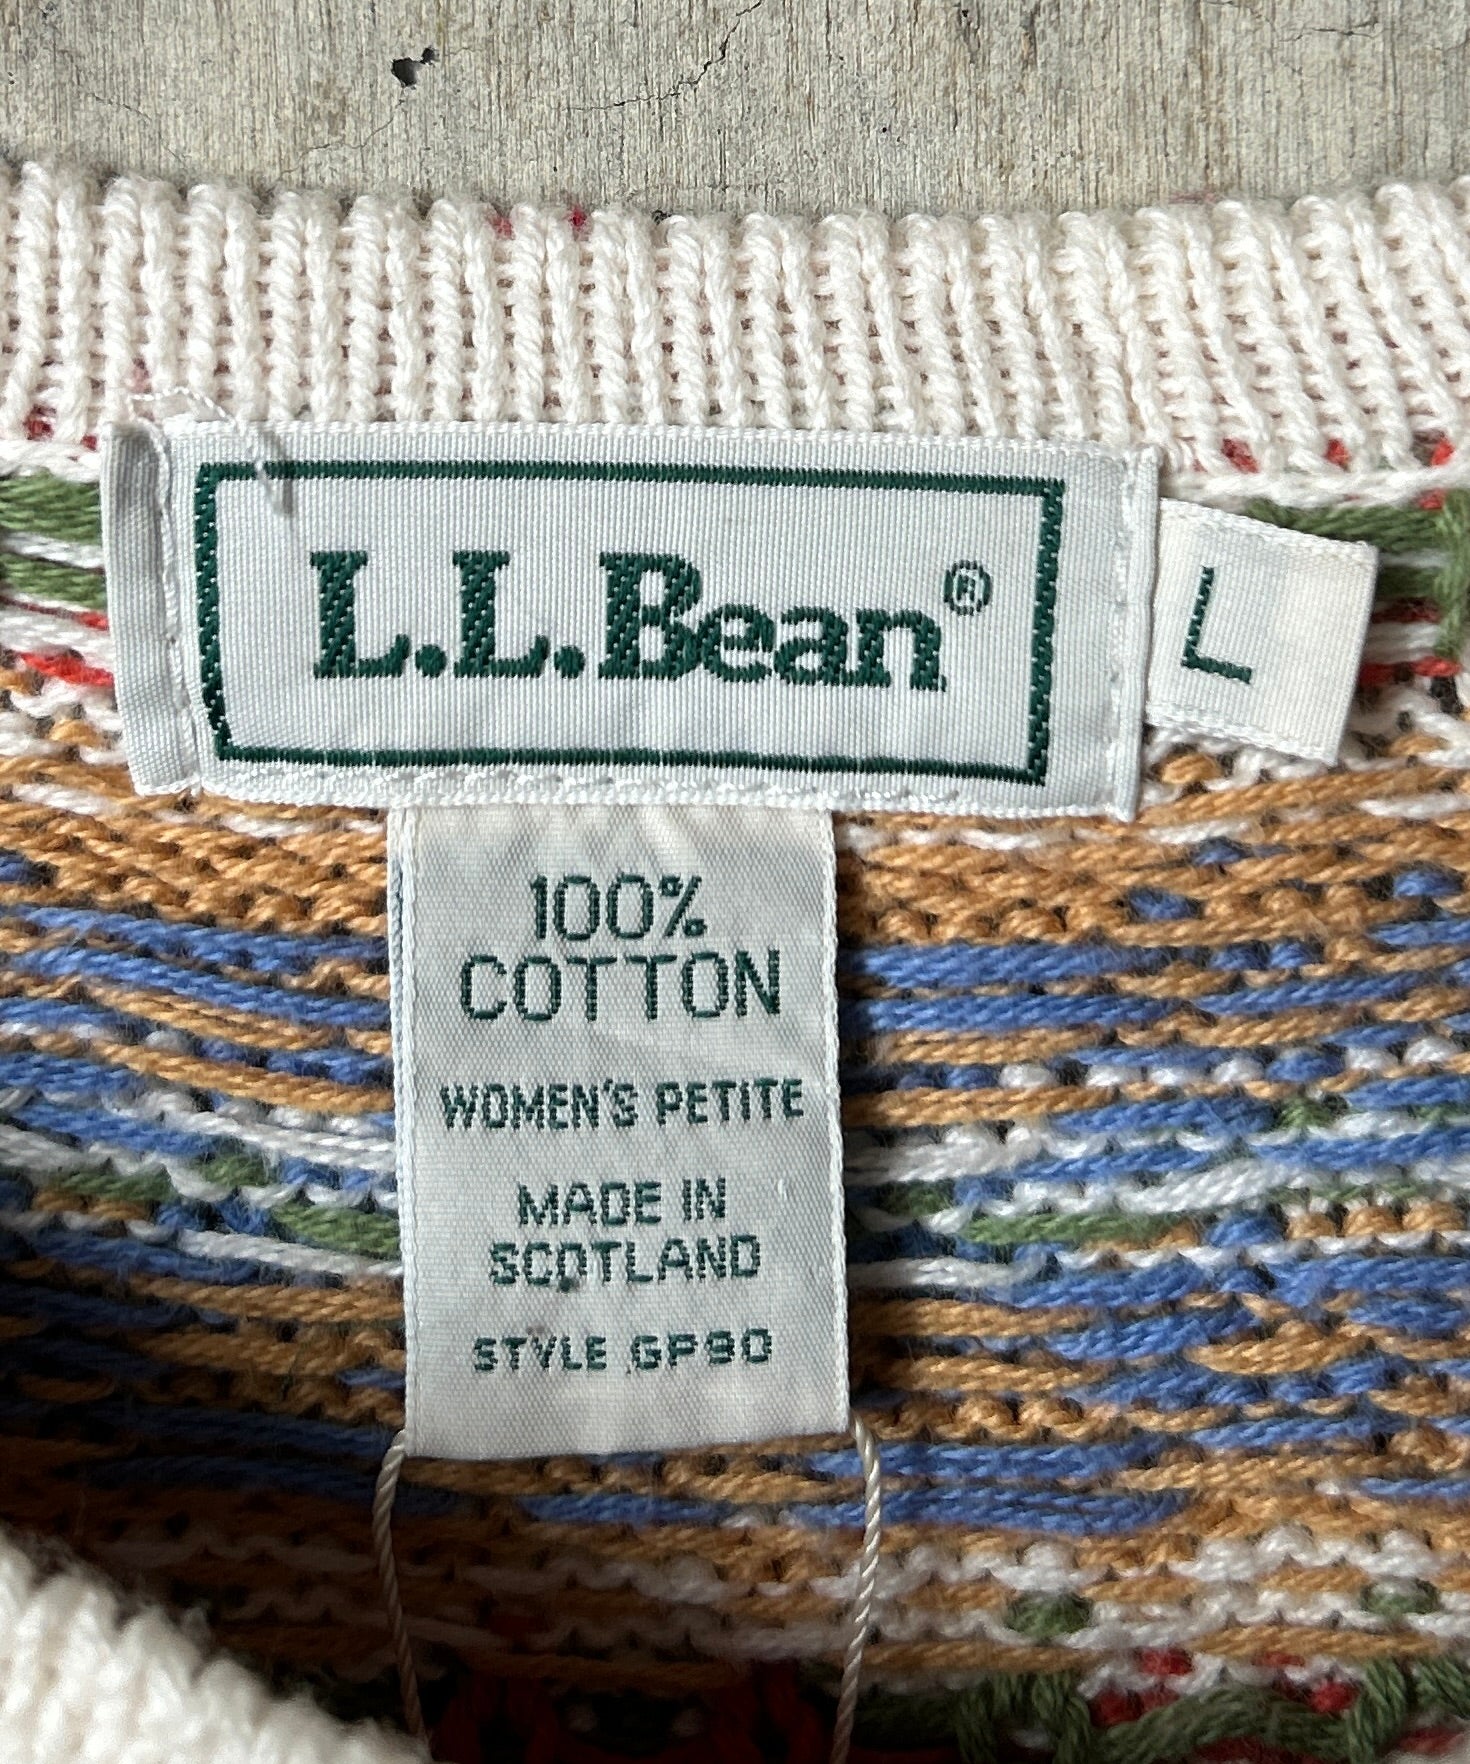 L.L.Bean®
L
100%
COTTON
WOMEN'S PETITE
MADE IN
SCOTLAND
STYLE GP90